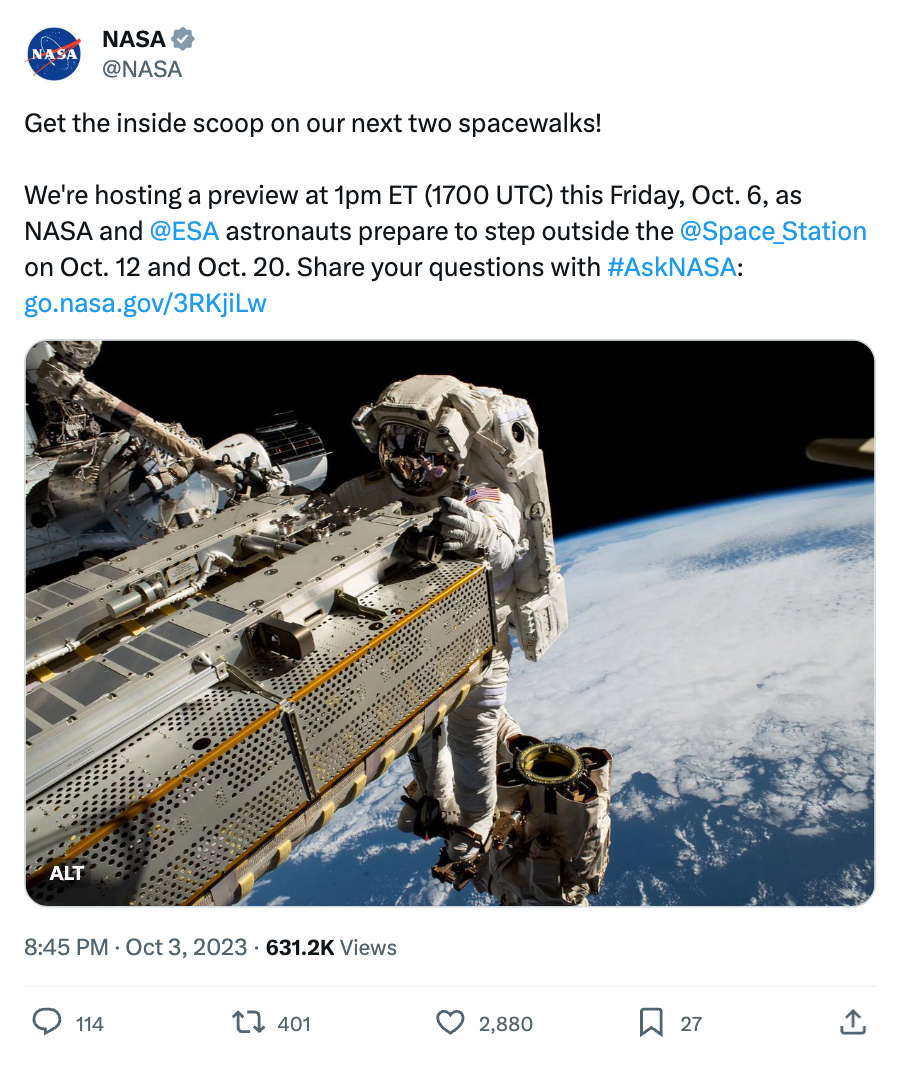 NASA
NASA
@NASA
Get the inside scoop on our next two spacewalks!
We're hosting a preview at 1pm ET (1700 UTC) this Friday, Oct. 6, as
NASA and @ESA astronauts prepare to step outside the @Space_Station
on Oct. 12 and Oct. 20. Share your questions with #AskNASA:
go.nasa.gov/3RKjiLw
ALT
8:45 PM · Oct 3, 2023 · 631.2K Views
114 401 2,880 27